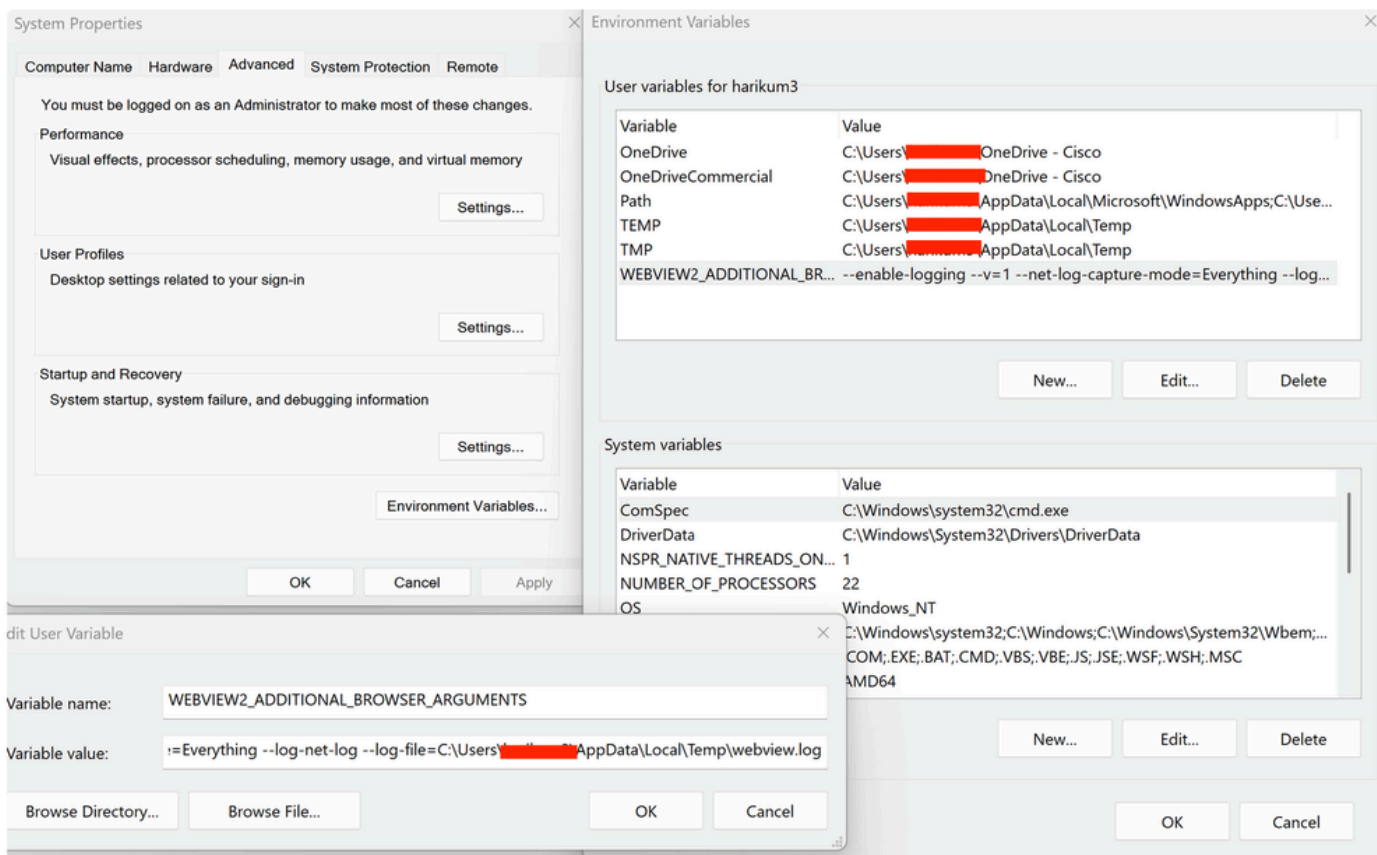 System Properties
Computer Name Hardware Advanced System Protection Remote
You must be logged on as an Administrator to make most of these changes.
Performance
Visual effects, processor scheduling, memory usage, and virtual memory
Settings...
User Profiles
Desktop settings related to your sign-in
Settings...
Startup and Recovery
System startup, system failure, and debugging information
Settings...
Environment Variables...
OK Cancel Apply
Environment Variables
User variables for harikum3
Variable Value
OneDrive C:\Users\ OneDrive - Cisco
OneDriveCommercial C:\Users\ OneDrive - Cisco
Path C:\Users\ AppData\Local\Microsoft\WindowsApps;C:\Use...
TEMP C:\Users\ AppData\Local\Temp
TMP C:\Users\ AppData\Local\Temp
WEBVIEW2_ADDITIONAL_BR... --enable-logging --v=1 --net-log-capture-mode=Everything --log...
New... Edit... Delete
System variables
Variable Value
ComSpec C:\Windows\system32\cmd.exe
DriverData C:\Windows\System32\Drivers\DriverData
NSPR_NATIVE_THREADS_ON... 1
NUMBER_OF_PROCESSORS 22
OS Windows_NT
C:\Windows\system32;C:\Windows;C:\Windows\System32\Wbem;...
COM;.EXE;.BAT;.CMD;.VBS;.VBE;.JS;.JSE;.WSF;.WSH;.MSC
AMD64
New... Edit... Delete
OK Cancel
dit User Variable
Variable name: WEBVIEW2_ADDITIONAL_BROWSER_ARGUMENTS
Variable value: =Everything --log-net-log --log-file=C:\Users\ AppData\Local\Temp\webview.log
Browse Directory... Browse File... OK Cancel